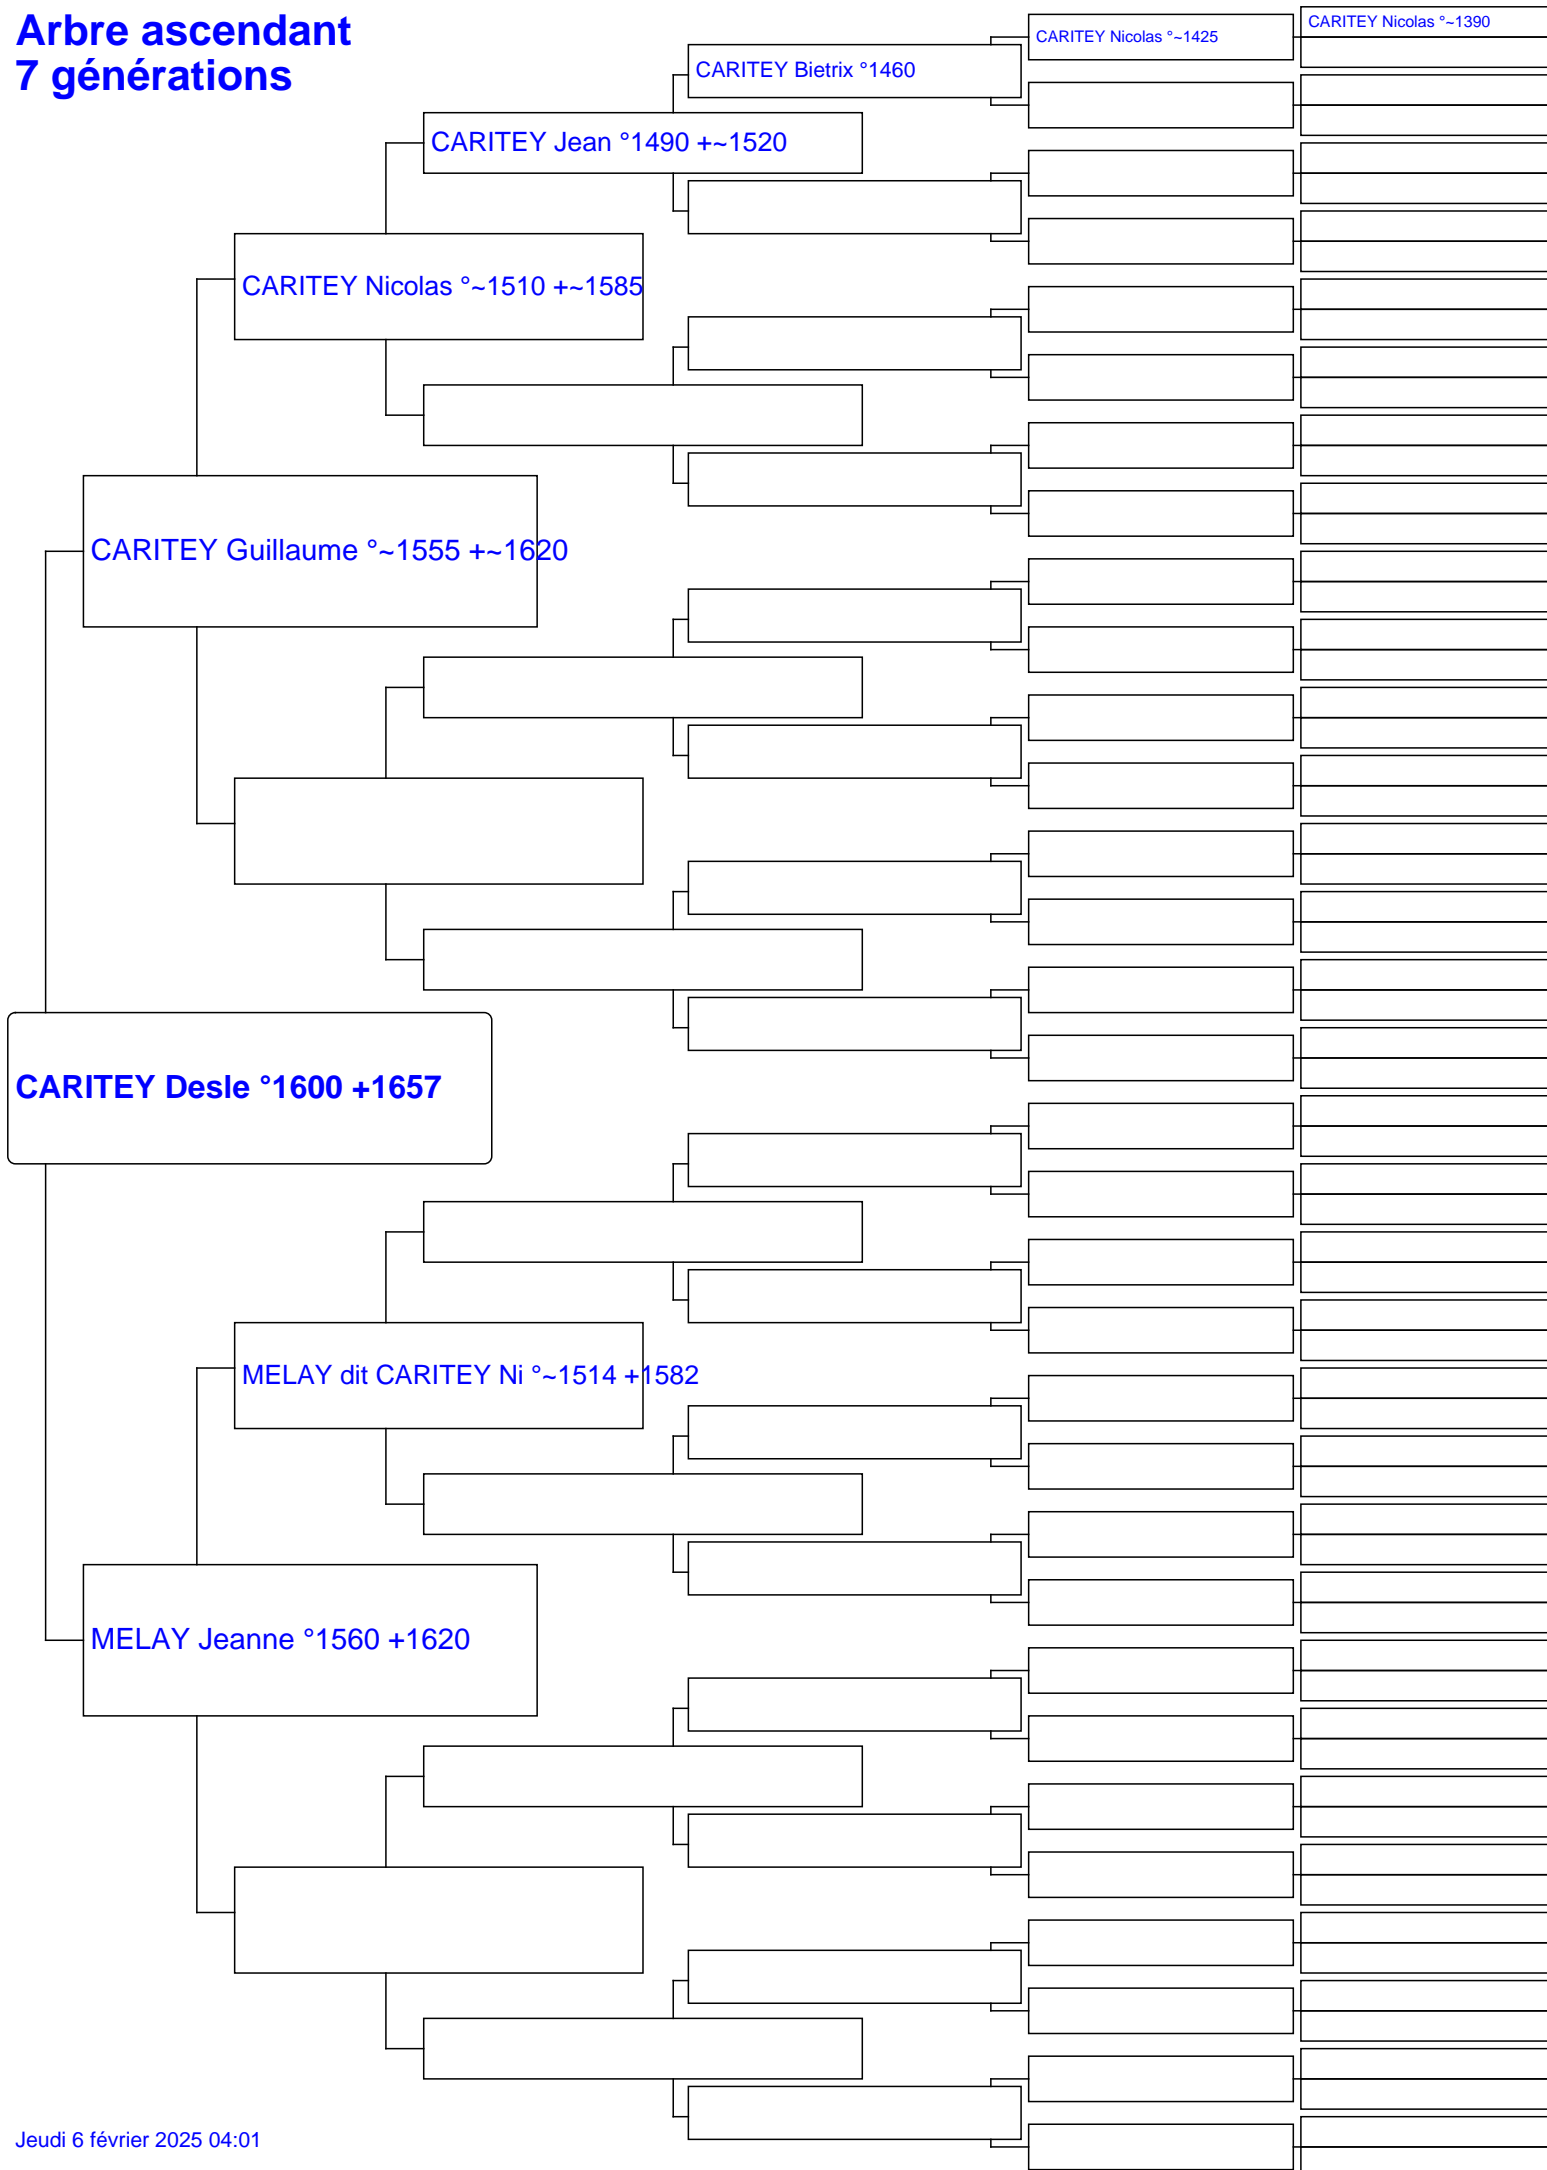 Arbre ascendant
7 générations
CARITEY Nicolas °~1390
CARITEY Nicolas °~1425
CARITEY Bietrix °1460
CARITEY Jean °1490 +~1520
CARITEY Nicolas °~1510 +~1585
CARITEY Guillaume °~1555 +~1620
CARITEY Desle °1600 +1657
MELAY dit CARITEY Ni °~1514 +1582
MELAY Jeanne °1560 +1620
Jeudi 6 février 2025 04:01